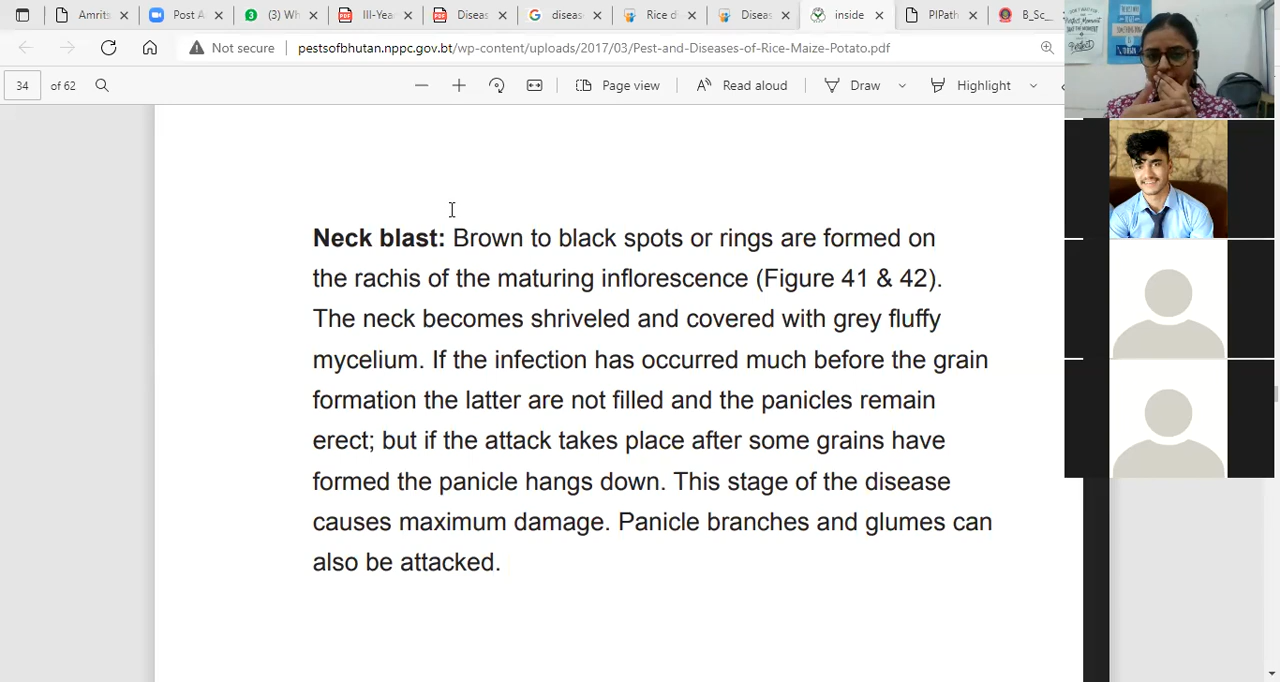 Amrits
Post A
3 (3) Wh
III-Yea
Diseas
diseas
Rice d
Diseas
inside
PIPath
B_Sc_
Not secure pestsofbhutan.nppc.gov.bt/wp-content/uploads/2017/03/Pest-and-Diseases-of-Rice-Maize-Potato.pdf
34 of 62 Page view Read aloud Draw Highlight
Neck blast: Brown to black spots or rings are formed on
the rachis of the maturing inflorescence (Figure 41 & 42).
The neck becomes shriveled and covered with grey fluffy
mycelium. If the infection has occurred much before the grain
formation the latter are not filled and the panicles remain
erect; but if the attack takes place after some grains have
formed the panicle hangs down. This stage of the disease
causes maximum damage. Panicle branches and glumes can
also be attacked.